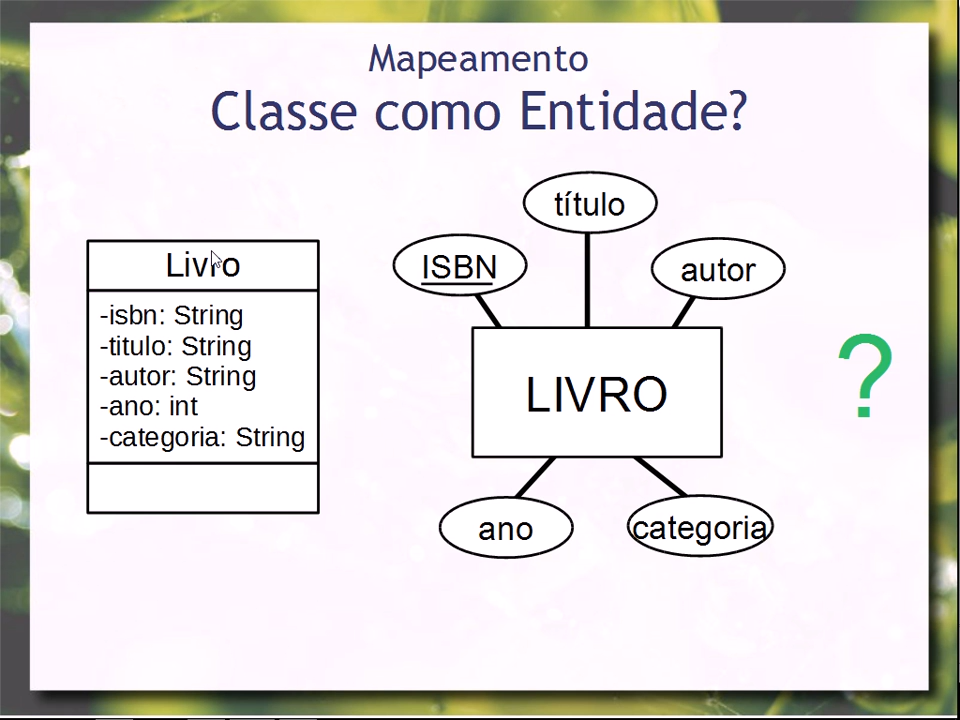 Mapeamento
Classe como Entidade?
Livro
-isbn: String
-titulo: String
-autor: String
-ano: int
-categoria: String
título
ISBN
autor
LIVRO
ano
categoria
?